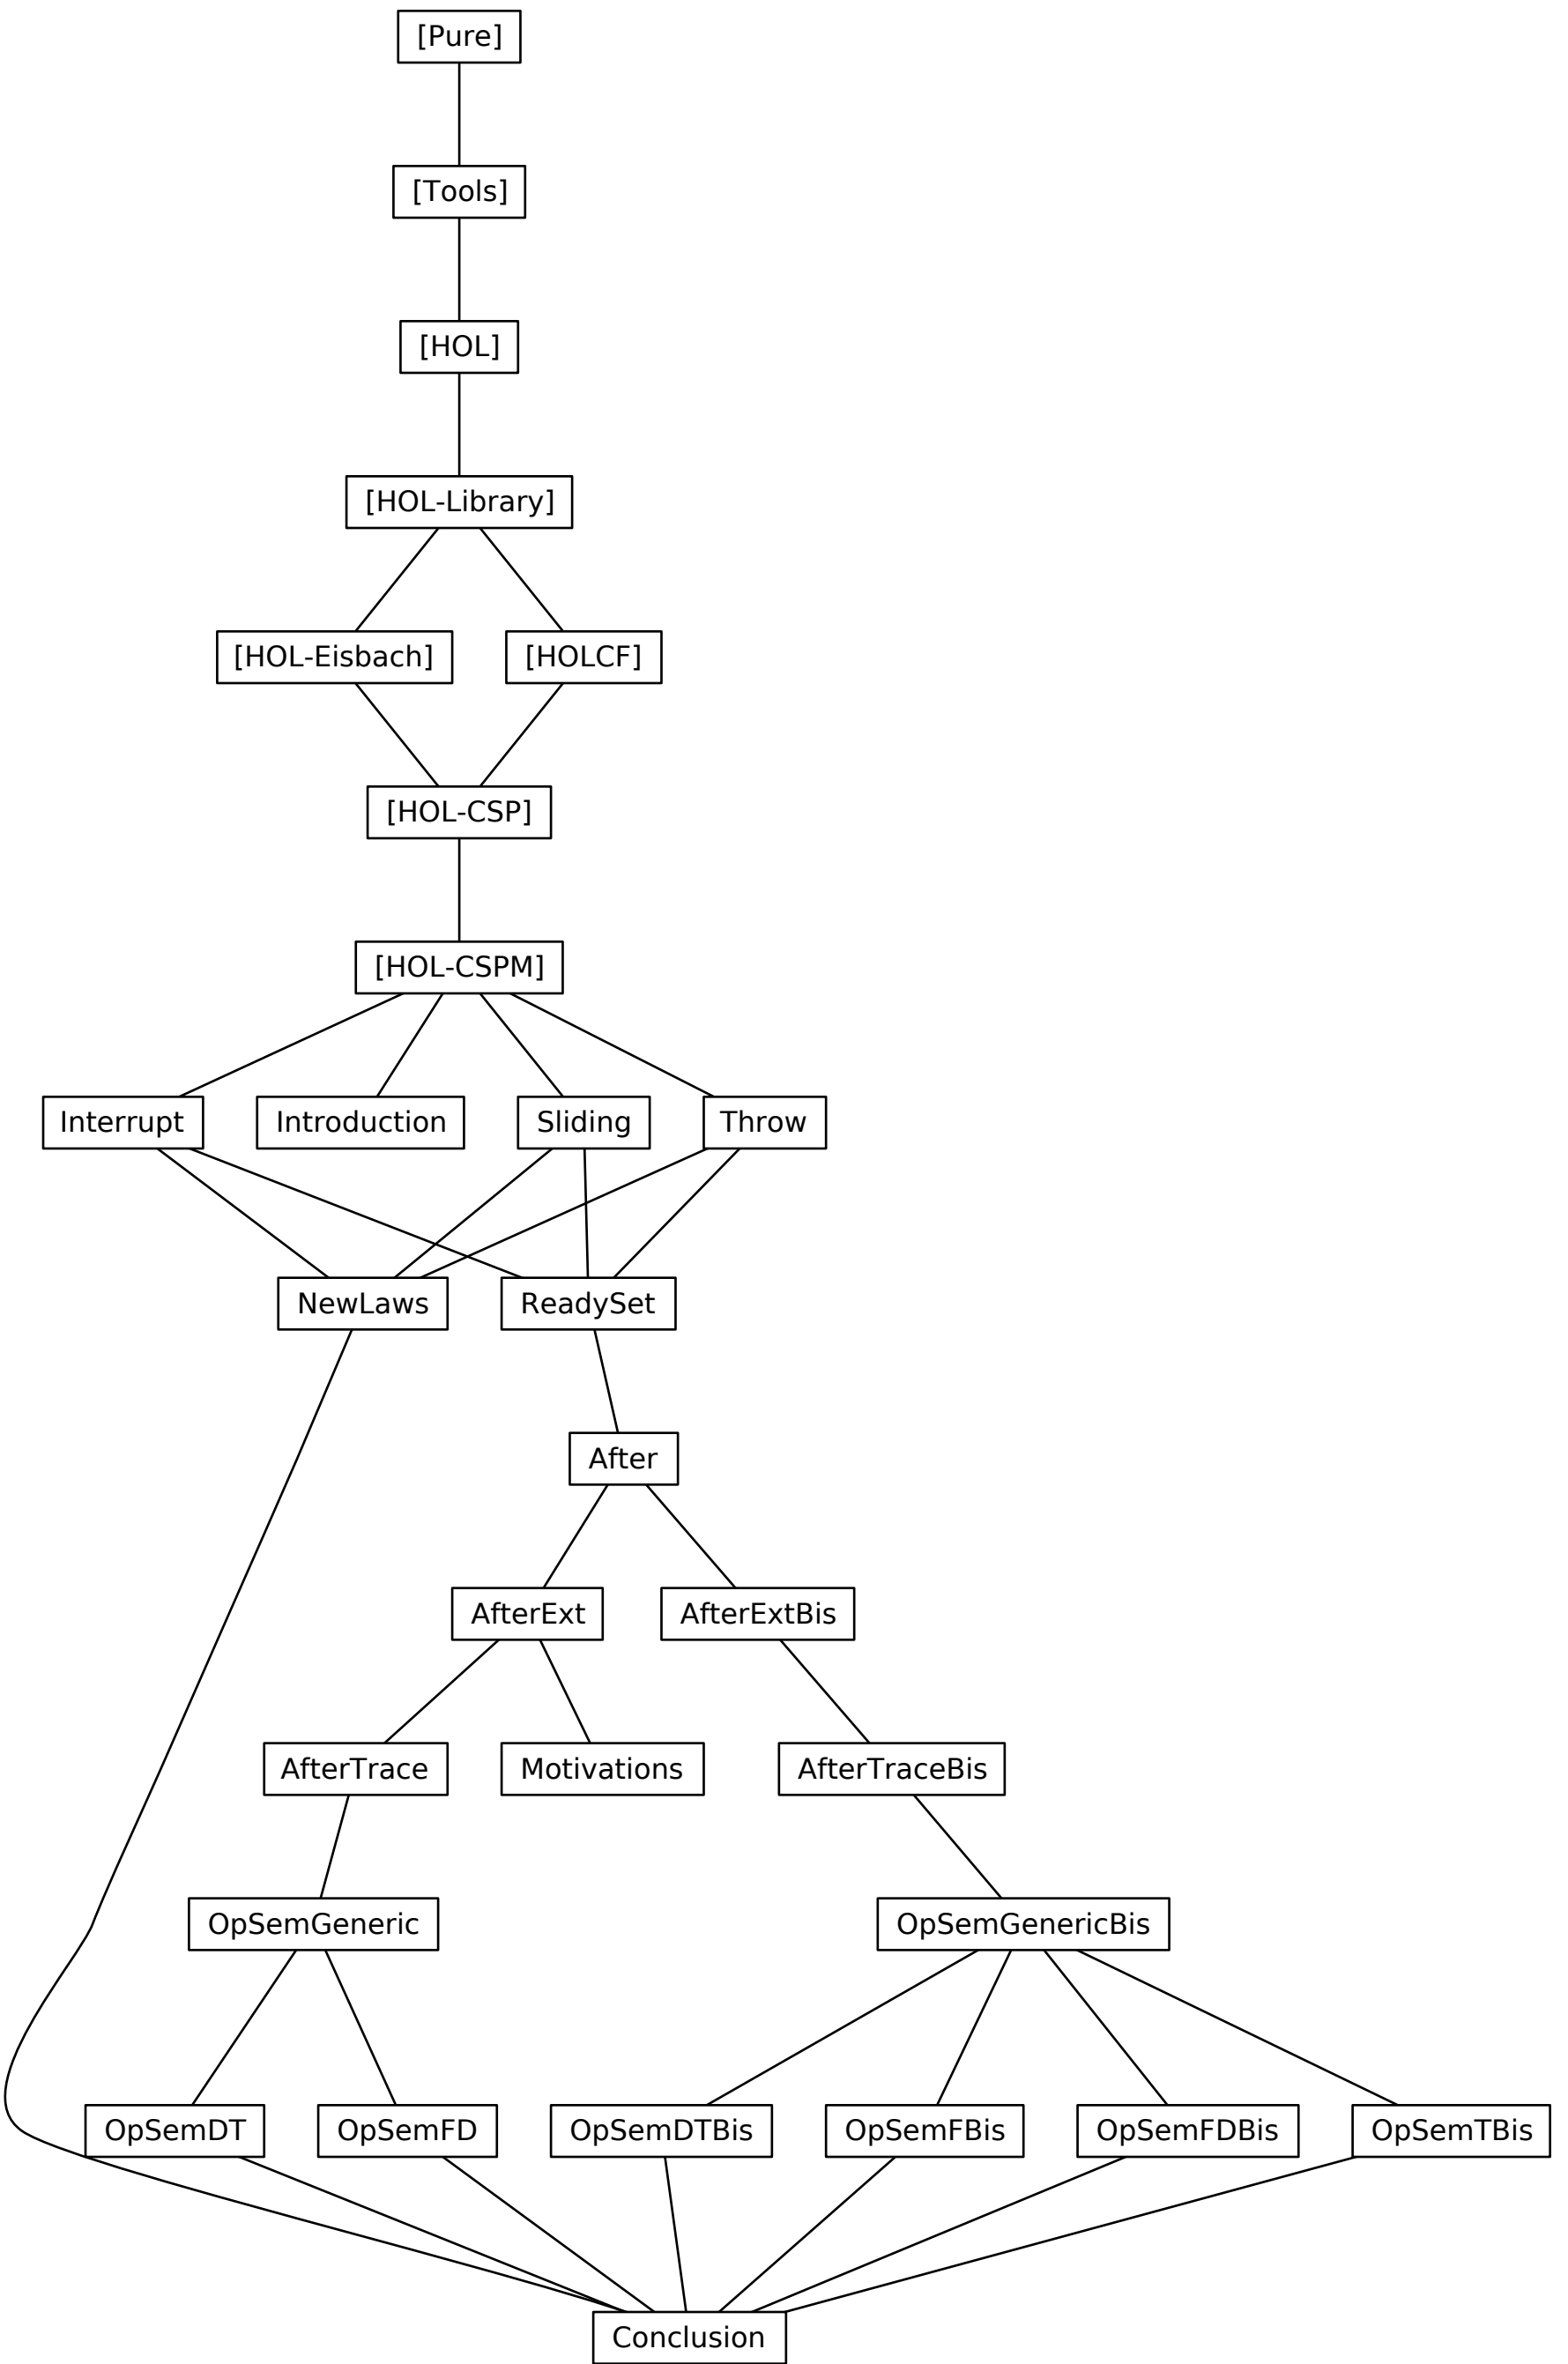 [Pure]
[Tools]
[HOL]
[HOL-Library]
[HOL-Eisbach]
[HOLCF]
[HOL-CSP]
[HOL-CSPM]
Interrupt
Introduction
Sliding
Throw
NewLaws
ReadySet
After
AfterExt
AfterExtBis
AfterTrace
Motivations
AfterTraceBis
OpSemGeneric
OpSemGenericBis
OpSemDT
OpSemFD
OpSemDTBis
OpSemFBis
OpSemFDBis
OpSemTBis
Conclusion